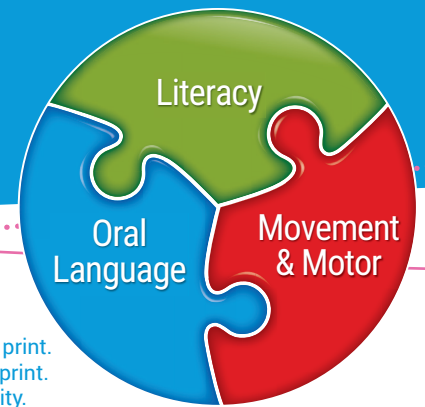 Literacy
Oral
Language
Movement
& Motor
print.
print.
ity.